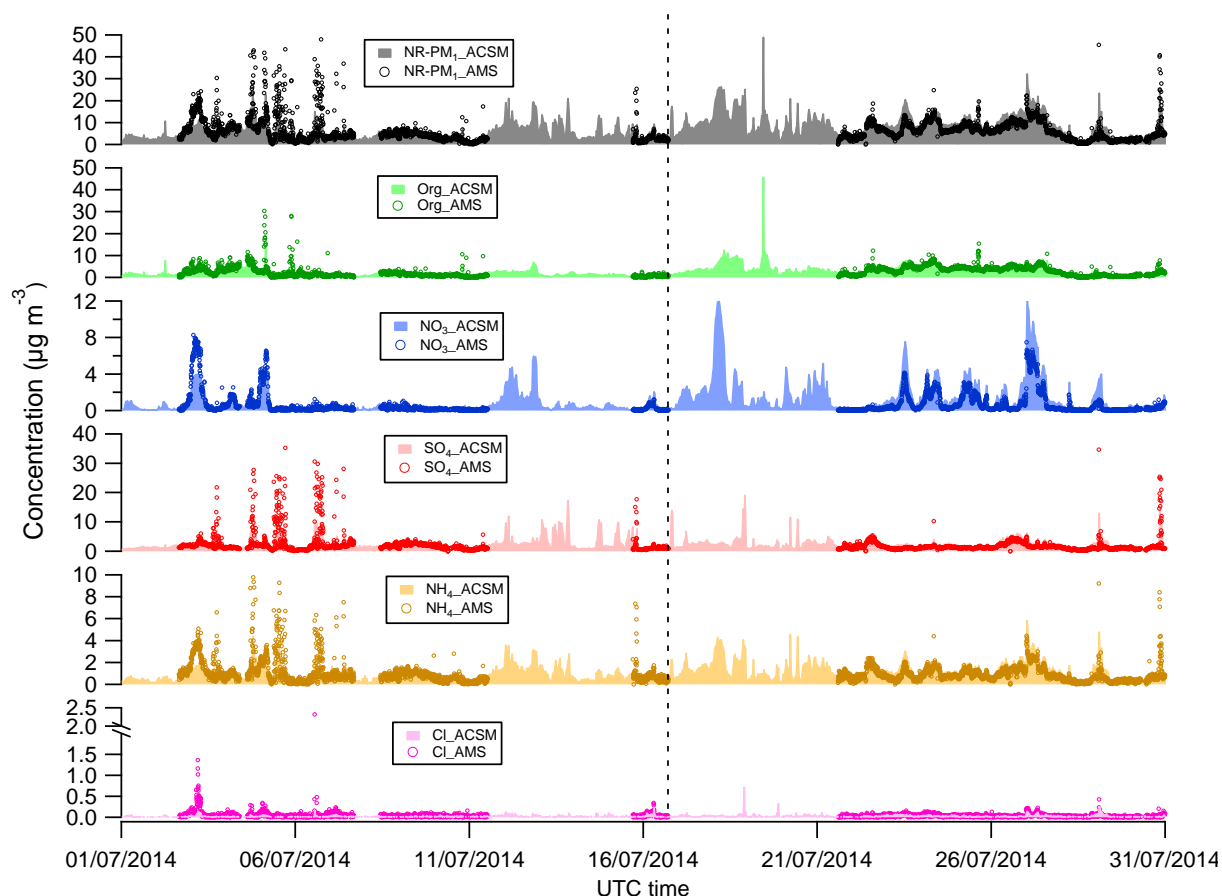 Concentration (µg m⁻³)
50
40
30
20
10
0
NR-PM₁_ACSM
NR-PM₁_AMS
50
40
30
20
10
0
Org_ACSM
Org_AMS
12
8
4
0
NO₃_ACSM
NO₃_AMS
40
30
20
10
0
SO₄_ACSM
SO₄_AMS
10
8
6
4
2
0
NH₄_ACSM
NH₄_AMS
2.5
2.0
1.5
1.0
0.5
0.0
Cl_ACSM
Cl_AMS
01/07/2014 06/07/2014 11/07/2014 16/07/2014 21/07/2014 26/07/2014 31/07/2014
UTC time